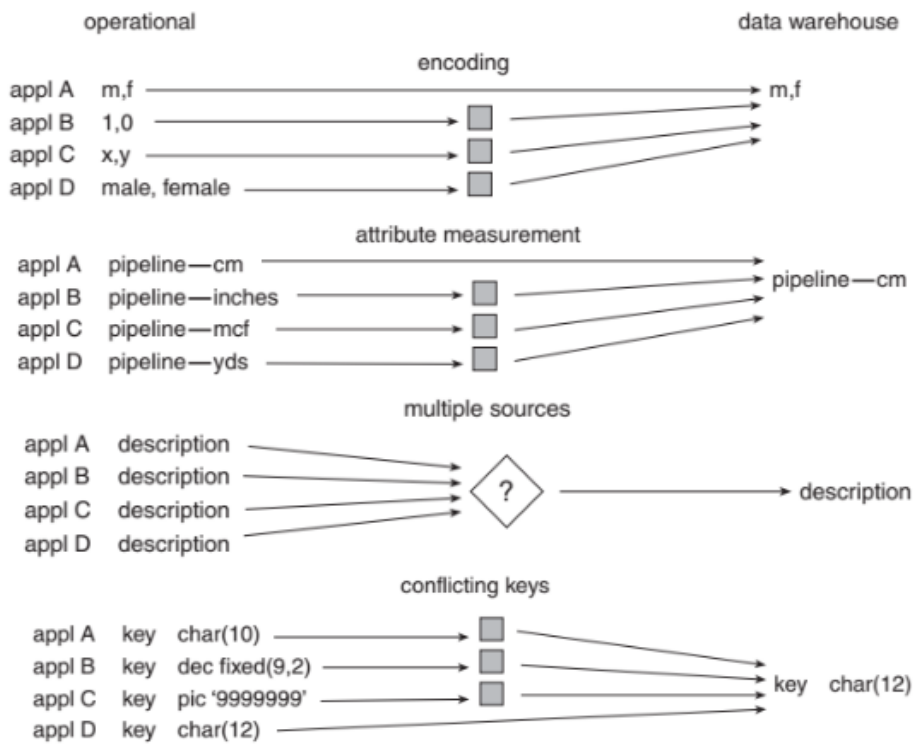 operational data warehouse
encoding
appl A m,f m,f
appl B 1,0
appl C x,y
appl D male, female
attribute measurement
appl A pipeline—cm
pipeline—cm
appl B pipeline—inches
appl C pipeline—mcf
appl D pipeline—yds
multiple sources
appl A description
appl B description
? description
appl C description
appl D description
conflicting keys
appl A key char(10)
appl B key dec fixed(9,2)
key char(12)
appl C key pic ‘9999999’
appl D key char(12)